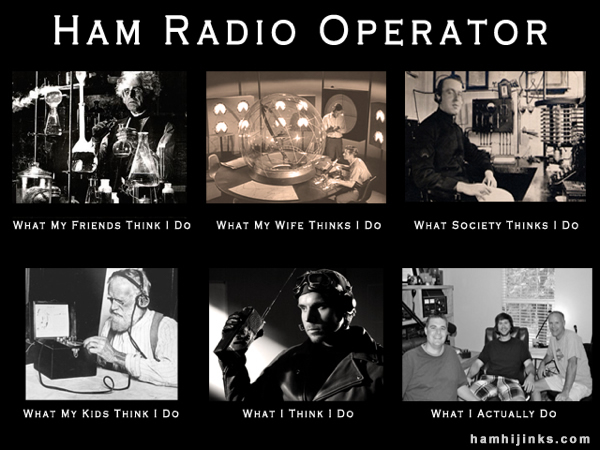 Ham Radio Operator
What My Friends Think I Do
What My Wife Thinks I Do
What Society Thinks I Do
What My Kids Think I Do
What I Think I Do
What I Actually Do
hamhijinks.com